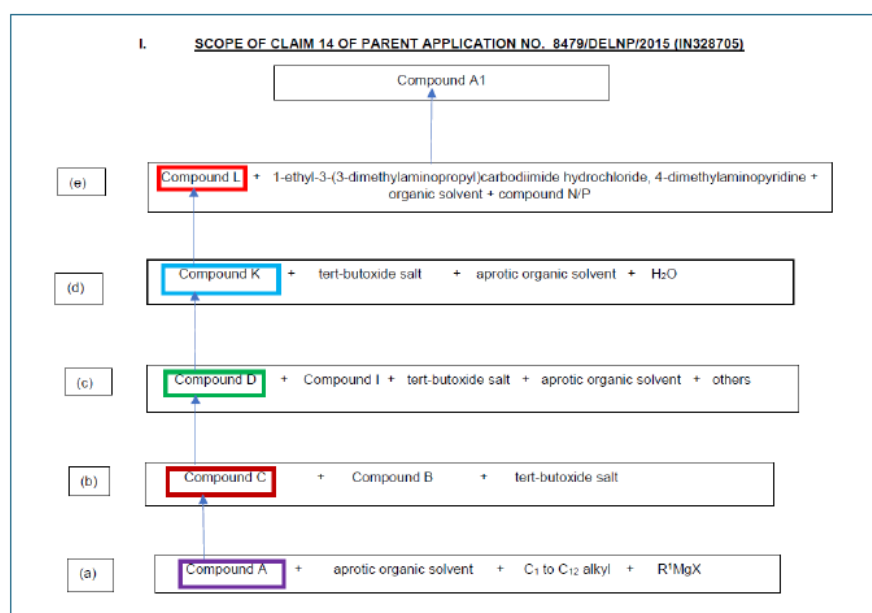 I. SCOPE OF CLAIM 14 OF PARENT APPLICATION NO. 8479/DELNP/2015 (IN328705)
Compound A1
(e)
Compound L + 1-ethyl-3-(3-dimethylaminopropyl)carbodiimide hydrochloride, 4-dimethylaminopyridine +
organic solvent + compound N/P
(d)
Compound K + tert-butoxide salt + aprotic organic solvent + H₂O
(c)
Compound D + Compound I + tert-butoxide salt + aprotic organic solvent + others
(b)
Compound C + Compound B + tert-butoxide salt
(a)
Compound A + aprotic organic solvent + C₁ to C₁₂ alkyl + R¹MgX